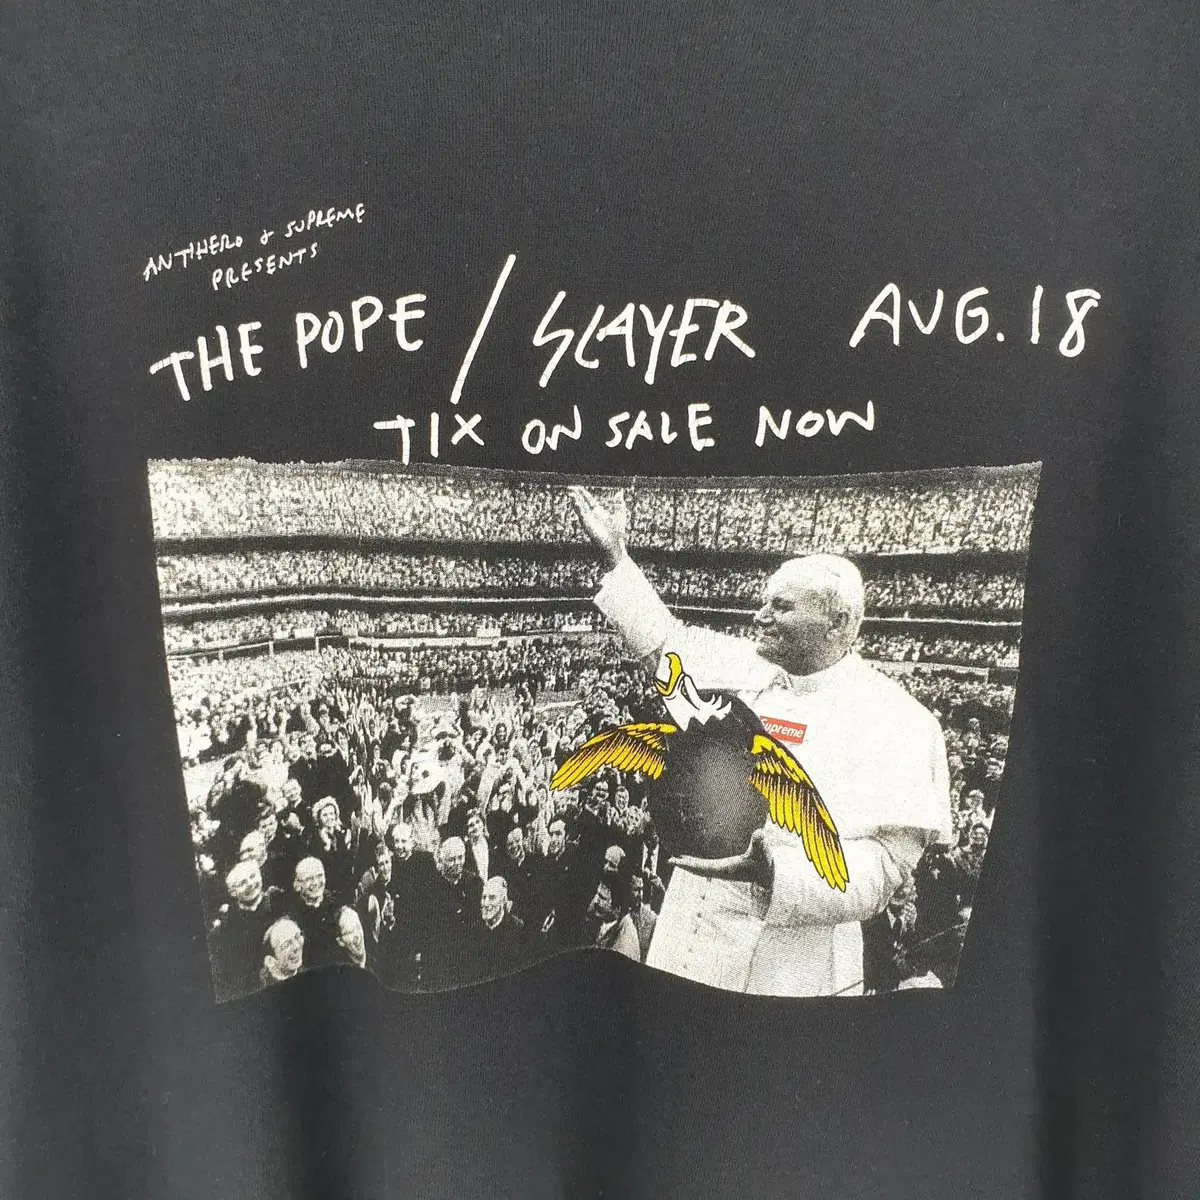 ANTIHERO & SUPREME
PRESENTS
THE POPE / SLAYER AUG. 18
TIX ON SALE NOW
Supreme